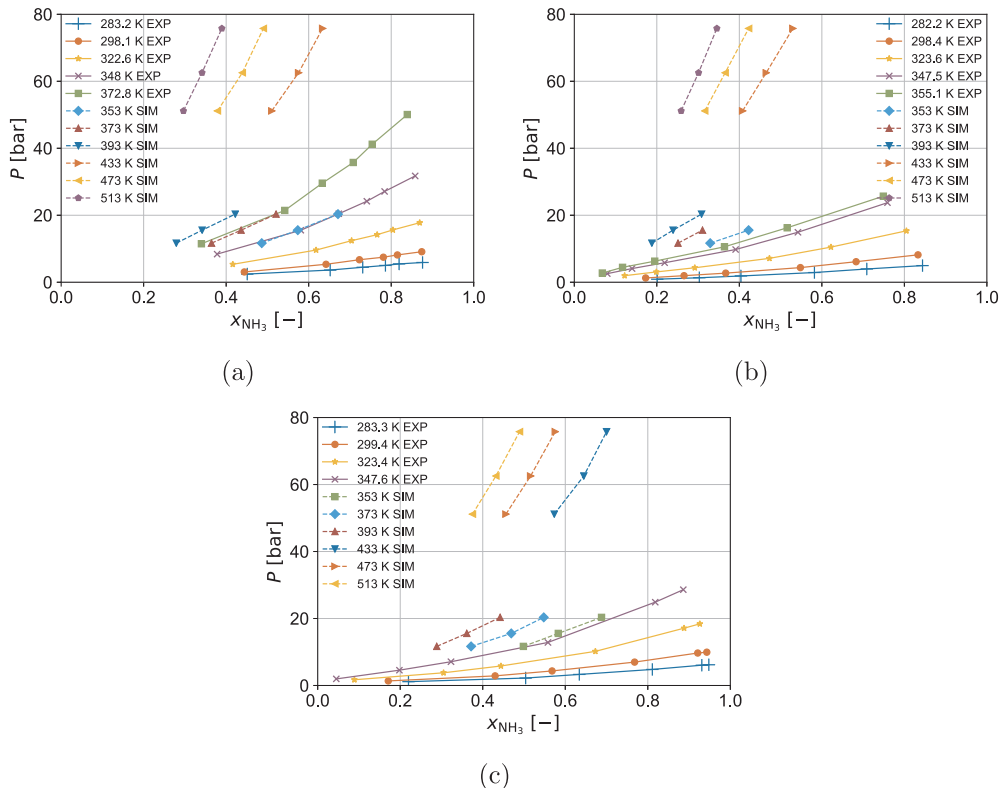 80
60
40
20
0
0.0
0.2
0.4
0.6
0.8
1.0
P [bar]
xNH3 [−]
283.2 K EXP
298.1 K EXP
322.6 K EXP
348 K EXP
372.8 K EXP
353 K SIM
373 K SIM
393 K SIM
433 K SIM
473 K SIM
513 K SIM
(a)
80
60
40
20
0
0.0
0.2
0.4
0.6
0.8
1.0
P [bar]
xNH3 [−]
282.2 K EXP
298.4 K EXP
323.6 K EXP
347.5 K EXP
355.1 K EXP
353 K SIM
373 K SIM
393 K SIM
433 K SIM
473 K SIM
513 K SIM
(b)
80
60
40
20
0
0.0
0.2
0.4
0.6
0.8
1.0
P [bar]
xNH3 [−]
283.3 K EXP
299.4 K EXP
323.4 K EXP
347.6 K EXP
353 K SIM
373 K SIM
393 K SIM
433 K SIM
473 K SIM
513 K SIM
(c)